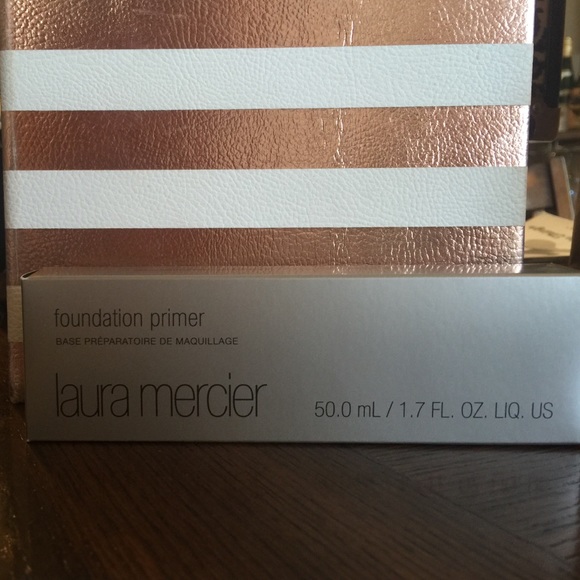 foundation primer
BASE PRÉPARATOIRE DE MAQUILLAGE
laura mercier
50.0 mL / 1.7 FL. OZ. LIQ. US